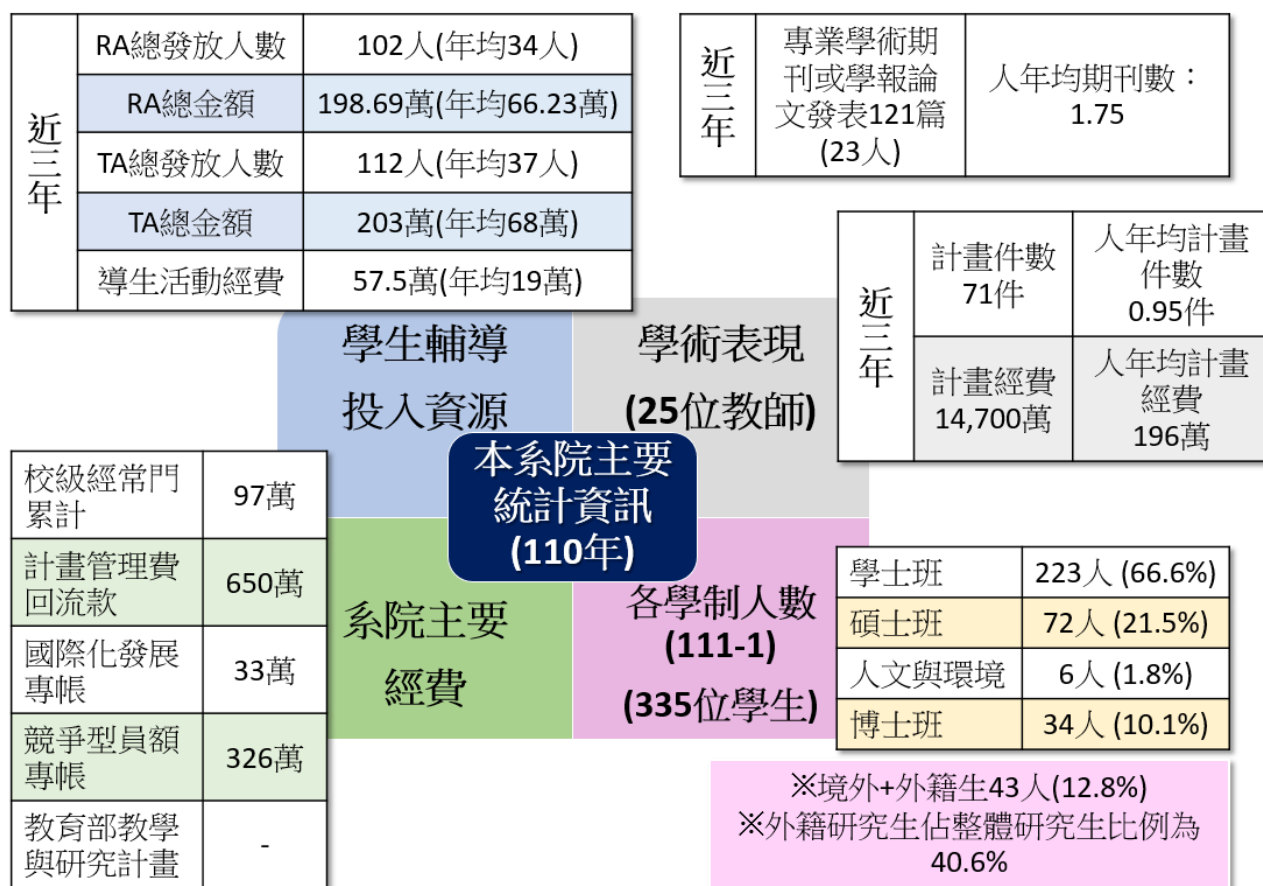 近三年
RA總發放人數
102人(年均34人)
RA總金額
198.69萬(年均66.23萬)
TA總發放人數
112人(年均37人)
TA總金額
203萬(年均68萬)
導生活動經費
57.5萬(年均19萬)
近三年
專業學術期
刊或學報論
文發表121篇
(23人)
人年均期刊數：
1.75
近三年
計畫件數
71件
人年均計畫
件數
0.95件
計畫經費
14,700萬
人年均計畫
經費
196萬
學生輔導
投入資源
學術表現
(25位教師)
本系院主要
統計資訊
(110年)
系院主要
經費
各學制人數
(111-1)
(335位學生)
校級經常門
累計
97萬
計畫管理費
回流款
650萬
國際化發展
專帳
33萬
競爭型員額
專帳
326萬
教育部教學
與研究計畫
-
學士班
223人 (66.6%)
碩士班
72人 (21.5%)
人文與環境
6人 (1.8%)
博士班
34人 (10.1%)
※境外+外籍生43人(12.8%)
※外籍研究生佔整體研究生比例為
40.6%